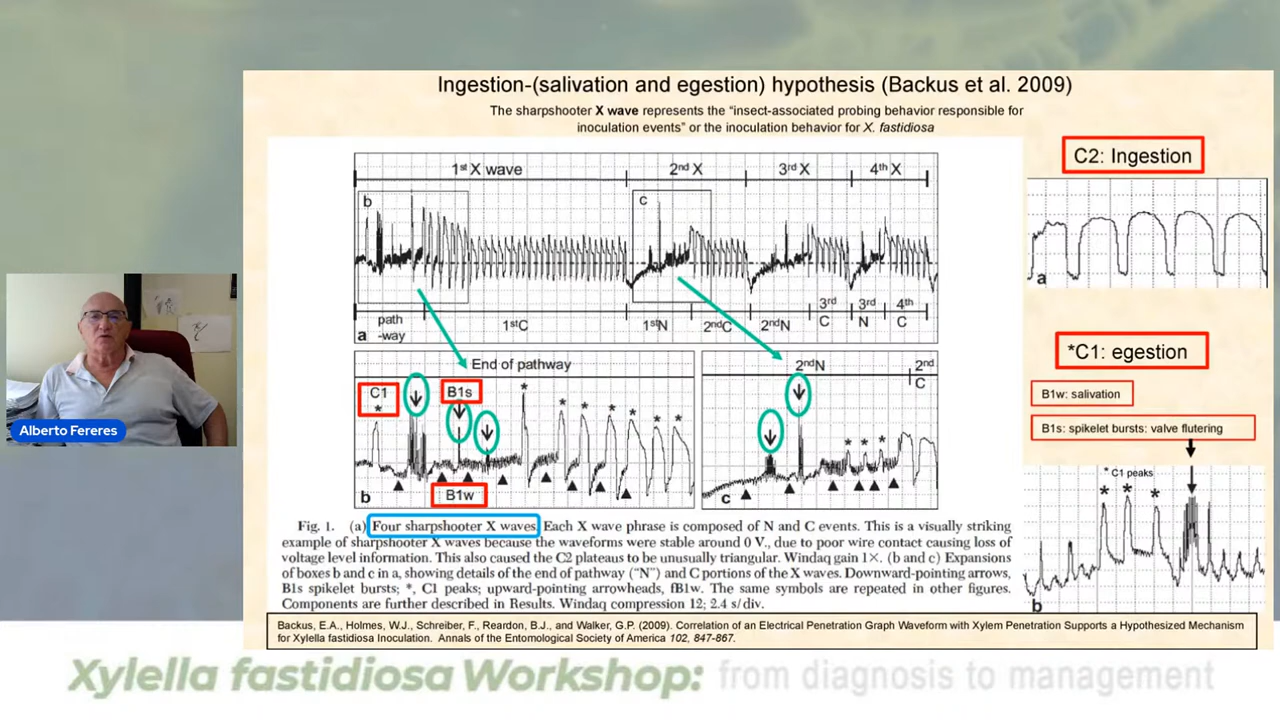 Ingestion-(salivation and egestion) hypothesis (Backus et al. 2009)
The sharpshooter X wave represents the “insect-associated probing behavior responsible for
inoculation events” or the inoculation behavior for X. fastidiosa
1st X wave
2nd X
3rd X
4th X
b
c
path
-way
1stC
1stN
2ndC
2ndN
3rd
C
3rd
N
4th
C
a
End of pathway
C1
*
B1s
* * * * * * *
B1w
b
2ndN
2nd
C
* * *
c
C2: Ingestion
a
*C1: egestion
B1w: salivation
B1s: spikelet bursts: valve flutering
* C1 peaks
* * *
b
Fig. 1. (a) Four sharpshooter X waves. Each X wave phrase is composed of N and C events. This is a visually striking
example of sharpshooter X waves because the waveforms were stable around 0 V., due to poor wire contact causing loss of
voltage level information. This also caused the C2 plateaus to be unusually triangular. Windaq gain 1×. (b and c) Expansions
of boxes b and c in a, showing details of the end of pathway (“N”) and C portions of the X waves. Downward-pointing arrows,
B1s spikelet bursts; *, C1 peaks; upward-pointing arrowheads, fB1w. The same symbols are repeated in other figures.
Components are further described in Results. Windaq compression 12; 2.4 s/div.
Backus, E.A., Holmes, W.J., Schreiber, F., Reardon, B.J., and Walker, G.P. (2009). Correlation of an Electrical Penetration Graph Waveform with Xylem Penetration Supports a Hypothesized Mechanism
for Xylella fastidiosa Inoculation. Annals of the Entomological Society of America 102, 847-867.
Alberto Fereres
Xylella fastidiosa Workshop: from diagnosis to management